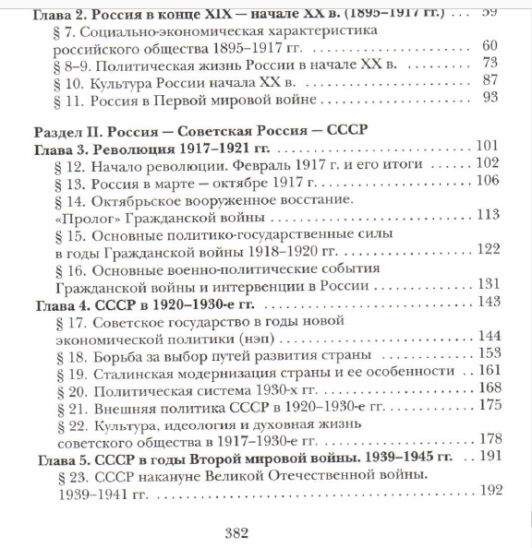 Глава 2. Россия в конце XIX — начале XX в. (1895–1917 гг.) ... 59
§ 7. Социально-экономическая характеристика
российского общества 1895–1917 гг. ........................ 60
§ 8–9. Политическая жизнь России в начале XX в. ......... 73
§ 10. Культура России начала XX в. ........................ 87
§ 11. Россия в Первой мировой войне ........................ 93
Раздел II. Россия — Советская Россия — СССР
Глава 3. Революция 1917–1921 гг. ............................ 101
§ 12. Начало революции. Февраль 1917 г. и его итоги ...... 102
§ 13. Россия в марте — октябре 1917 г. ..................... 106
§ 14. Октябрьское вооруженное восстание.
«Пролог» Гражданской войны ............................ 113
§ 15. Основные политико-государственные силы
в годы Гражданской войны 1918–1920 гг. .................. 122
§ 16. Основные военно-политические события
Гражданской войны и интервенции в России ............... 131
Глава 4. СССР в 1920–1930-е гг. ............................ 143
§ 17. Советское государство в годы новой
экономической политики (нэп) ............................ 144
§ 18. Борьба за выбор путей развития страны ............... 153
§ 19. Сталинская модернизация страны и ее особенности .. 161
§ 20. Политическая система 1930-х гг. ..................... 168
§ 21. Внешняя политика СССР в 1920–1930-е гг. ............ 175
§ 22. Культура, идеология и духовная жизнь
советского общества в 1917–1930-е гг. ..................... 178
Глава 5. СССР в годы Второй мировой войны. 1939–1945 гг. .. 191
§ 23. СССР накануне Великой Отечественной войны.
1939–1941 гг. ............................................ 192
382